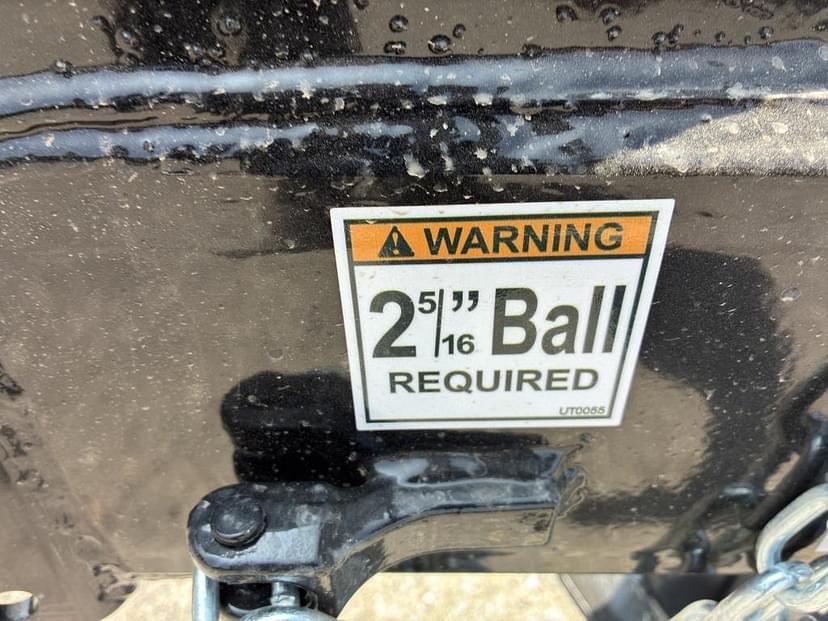 WARNING
2 5/16" Ball
REQUIRED
UT0055